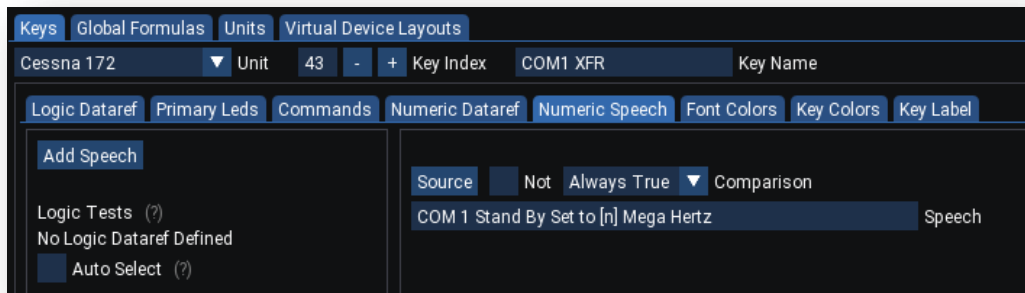 Keys Global Formulas Units Virtual Device Layouts
Cessna 172 Unit 43 - + Key Index COM1 XFR Key Name
Logic Dataref Primary Leds Commands Numeric Dataref Numeric Speech Font Colors Key Colors Key Label
Add Speech
Source Not Always True Comparison
COM 1 Stand By Set to [n] Mega Hertz Speech
Logic Tests (?)
No Logic Dataref Defined
Auto Select (?)